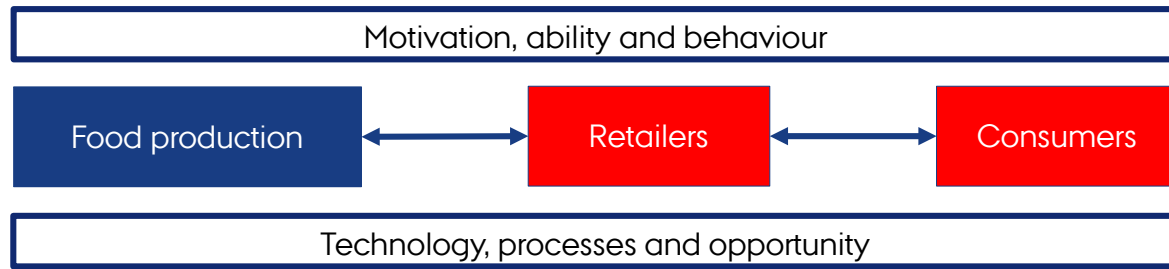 Motivation, ability and behaviour
Food production
Retailers
Consumers
Technology, processes and opportunity